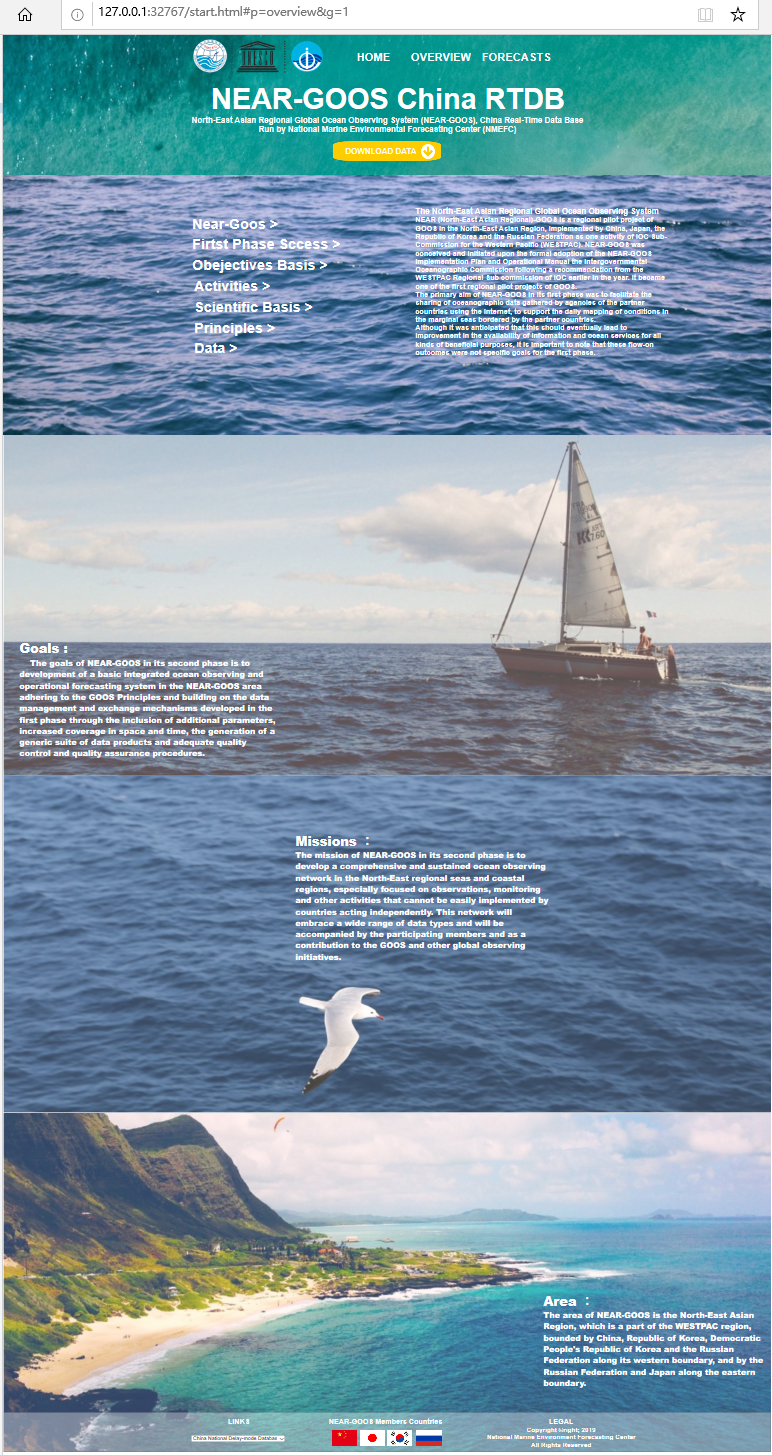 127.0.0.1:32767/start.html#p=overview&g=1
HOME OVERVIEW FORECASTS
NEAR-GOOS China RTDB
North-East Asian Regional Global Ocean Observing System (NEAR-GOOS), China Real-Time Data Base
Run by National Marine Environmental Forecasting Center (NMEFC)
DOWNLOAD DATA
Near-Goos >
Firtst Phase Sccess >
Obejectives Basis >
Activities >
Scientific Basis >
Principles >
Data >
The North-East Asian Regional Global Ocean Observing System
NEAR (North-East Asian Regional)-GOOS is a regional pilot project of
GOOS in the North-East Asian Region, implemented by China, Japan, the
Republic of Korea and the Russian Federation as one activity of IOC Sub-
Commission for the Western Pacific (WESTPAC). NEAR-GOOS was
conceived and initiated upon the formal adoption of the NEAR-GOOS
Implementation Plan and Operational Manual the Intergovernmental
Oceanographic Commission following a recommendation from the
WESTPAC Regional Sub commission of IOC earlier in the year. It became
one of the first regional pilot projects of GOOS.
The primary aim of NEAR-GOOS in its first phase was to facilitate the
sharing of oceanographic data gathered by agencies of the partner
countries using the Internet, to support the daily mapping of conditions in
the marginal seas bordered by the partner countries.
Although it was anticipated that this should eventually lead to
improvement in the availability of information and ocean services for all
kinds of beneficial purposes, it is important to note that these flow-on
outcomes were not specific goals for the first phase.
Goals :
The goals of NEAR-GOOS in its second phase is to
development of a basic integrated ocean observing and
operational forecasting system in the NEAR-GOOS area
adhering to the GOOS Principles and building on the data
management and exchange mechanisms developed in the
first phase through the inclusion of additional parameters,
increased coverage in space and time, the generation of a
generic suite of data products and adequate quality
control and quality assurance procedures.
Missions ：
The mission of NEAR-GOOS in its second phase is to
develop a comprehensive and sustained ocean observing
network in the North-East regional seas and coastal
regions, especially focused on observations, monitoring
and other activities that cannot be easily implemented by
countries acting independently. This network will
embrace a wide range of data types and will be
accompanied by the participating members and as a
contribution to the GOOS and other global observing
initiatives.
Area ：
The area of NEAR-GOOS is the North-East Asian
Region, which is a part of the WESTPAC region,
bounded by China, Republic of Korea, Democratic
People's Republic of Korea and the Russian
Federation along its western boundary, and by the
Russian Federation and Japan along the eastern
boundary.
LINKS
China National Delay-mode Databas
NEAR-GOOS Members Countries
LEGAL
Copyright 2019
National Marine Environment Forecasting Center
All Rights Reserved